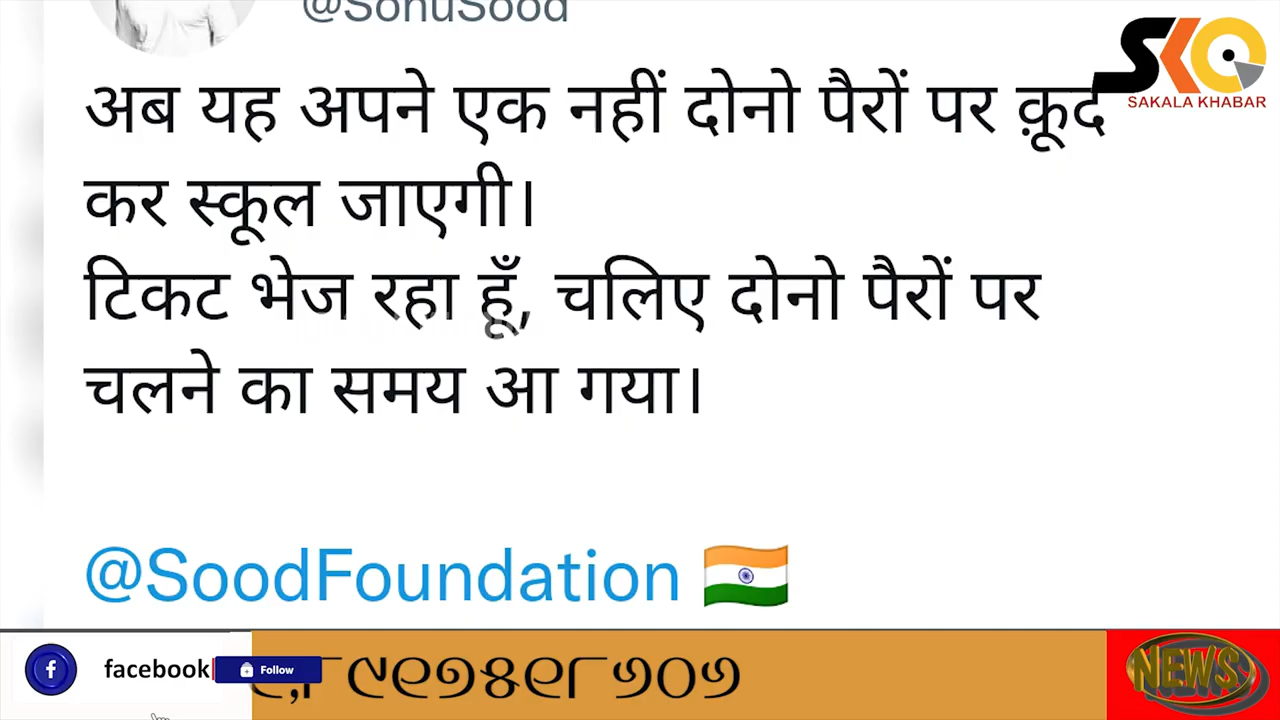 @SonuSood
SAKALA KHABAR
अब यह अपने एक नहीं दोनो पैरों पर क़ूद
कर स्कूल जाएगी।
टिकट भेज रहा हूँ, चलिए दोनो पैरों पर
चलने का समय आ गया।
@SoodFoundation 🇮🇳
facebook
Follow
NEWS